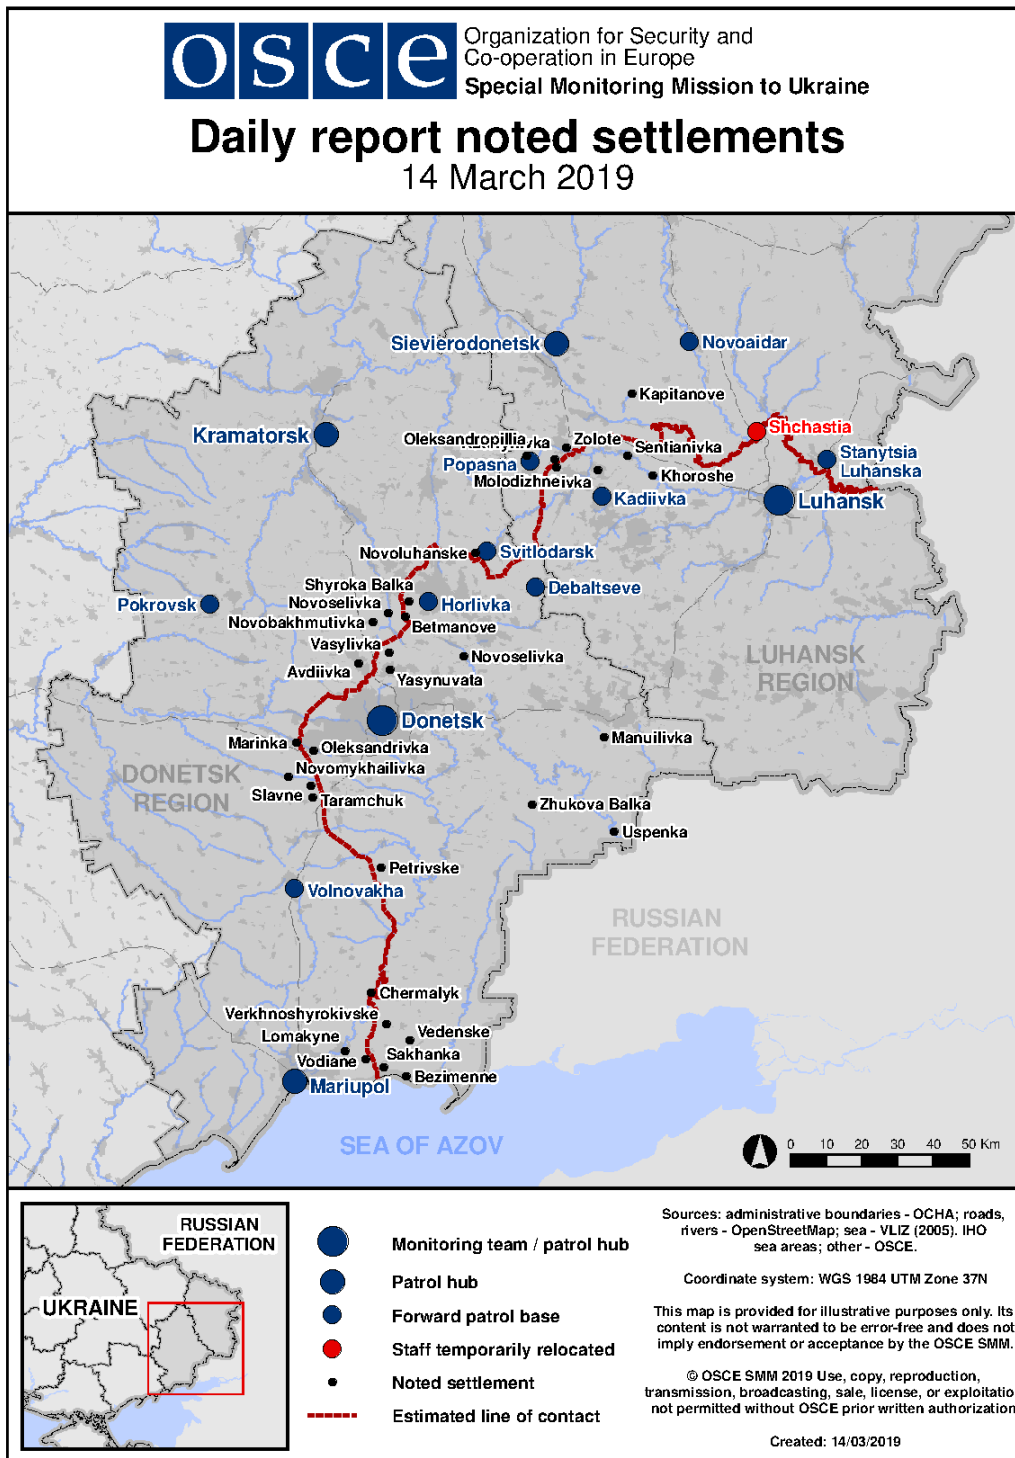 osce
Organization for Security and
Co-operation in Europe
Special Monitoring Mission to Ukraine
Daily report noted settlements
14 March 2019
Sievierodonetsk
Novoaidar
Kapitanove
Kramatorsk
Shchastia
Oleksandropillia
Zolote
Sentianivka
Stanytsia
Luhanska
Popasna
Molodizhne
Khoroshe
Kadiivka
Luhansk
Novoluhanske
Svitlodarsk
Shyroka Balka
Debaltseve
Pokrovsk
Novoselivka
Horlivka
Novobakhmutivka
Betmanove
Vasylivka
Novoselivka
LUHANSK
REGION
Avdiivka
Yasynuvata
Donetsk
Marinka
Oleksandrivka
Manuilivka
DONETSK
REGION
Novomykhailivka
Slavne
Taramchuk
Zhukova Balka
Uspenka
Petrivske
Volnovakha
RUSSIAN
FEDERATION
Chermalyk
Verkhnoshyrokivske
Lomakyne
Vedenske
Vodiane
Sakhanka
Bezimenne
Mariupol
SEA OF AZOV
0 10 20 30 40 50 Km
RUSSIAN
FEDERATION
UKRAINE
Monitoring team / patrol hub
Patrol hub
Forward patrol base
Staff temporarily relocated
Noted settlement
Estimated line of contact
Sources: administrative boundaries - OCHA; roads,
rivers - OpenStreetMap; sea - VLIZ (2005). IHO
sea areas; other - OSCE.
Coordinate system: WGS 1984 UTM Zone 37N
This map is provided for illustrative purposes only. Its
content is not warranted to be error-free and does not
imply endorsement or acceptance by the OSCE SMM.
© OSCE SMM 2019 Use, copy, reproduction,
transmission, broadcasting, sale, license, or exploitatio
not permitted without OSCE prior written authorization
Created: 14/03/2019